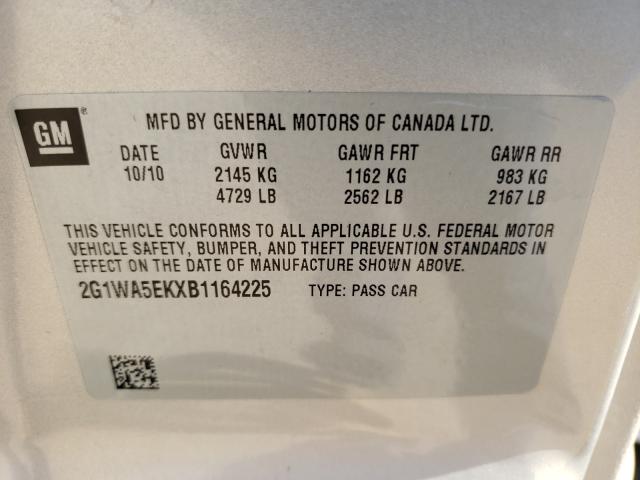 GM®
MFD BY GENERAL MOTORS OF CANADA LTD.
DATE GVWR GAWR FRT GAWR RR
10/10 2145 KG 1162 KG 983 KG
4729 LB 2562 LB 2167 LB
THIS VEHICLE CONFORMS TO ALL APPLICABLE U.S. FEDERAL MOTOR
VEHICLE SAFETY, BUMPER, AND THEFT PREVENTION STANDARDS IN
EFFECT ON THE DATE OF MANUFACTURE SHOWN ABOVE.
2G1WA5EKXB1164225 TYPE: PASS CAR